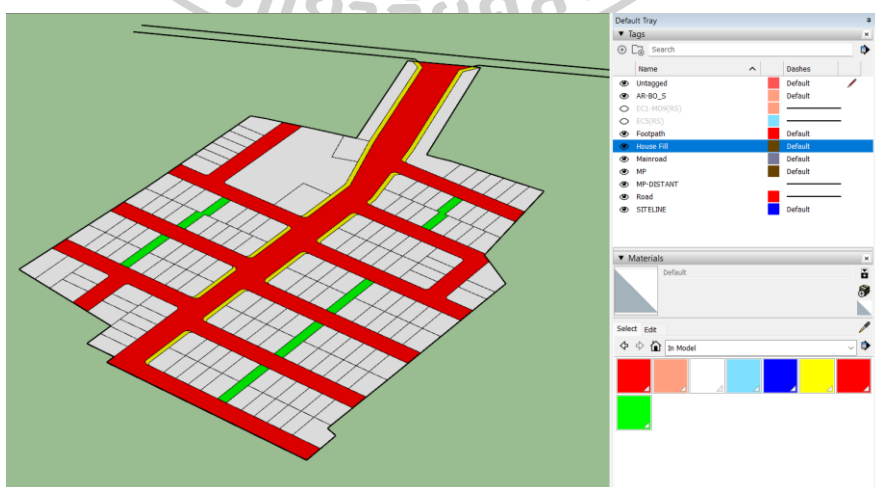 Default Tray
Tags
Search
Name Dashes
Untagged Default
AR-BO_S Default
EC1-MO9(RS)
EC5(RS)
Footpath Default
House Fill Default
Mainroad Default
MP Default
MP-DISTANT
Road
SITELINE Default
Materials
Default
Select Edit
In Model